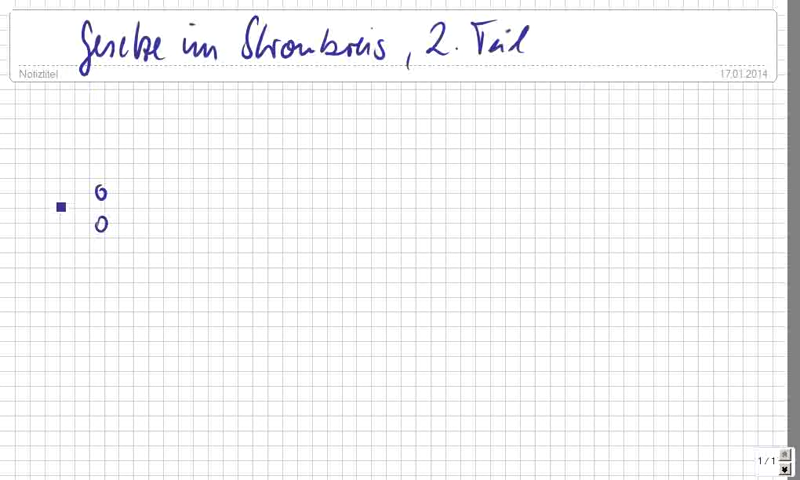 Gesetze im Stromkreis, 2. Teil
Notiztitel
17.01.2014
1 / 1